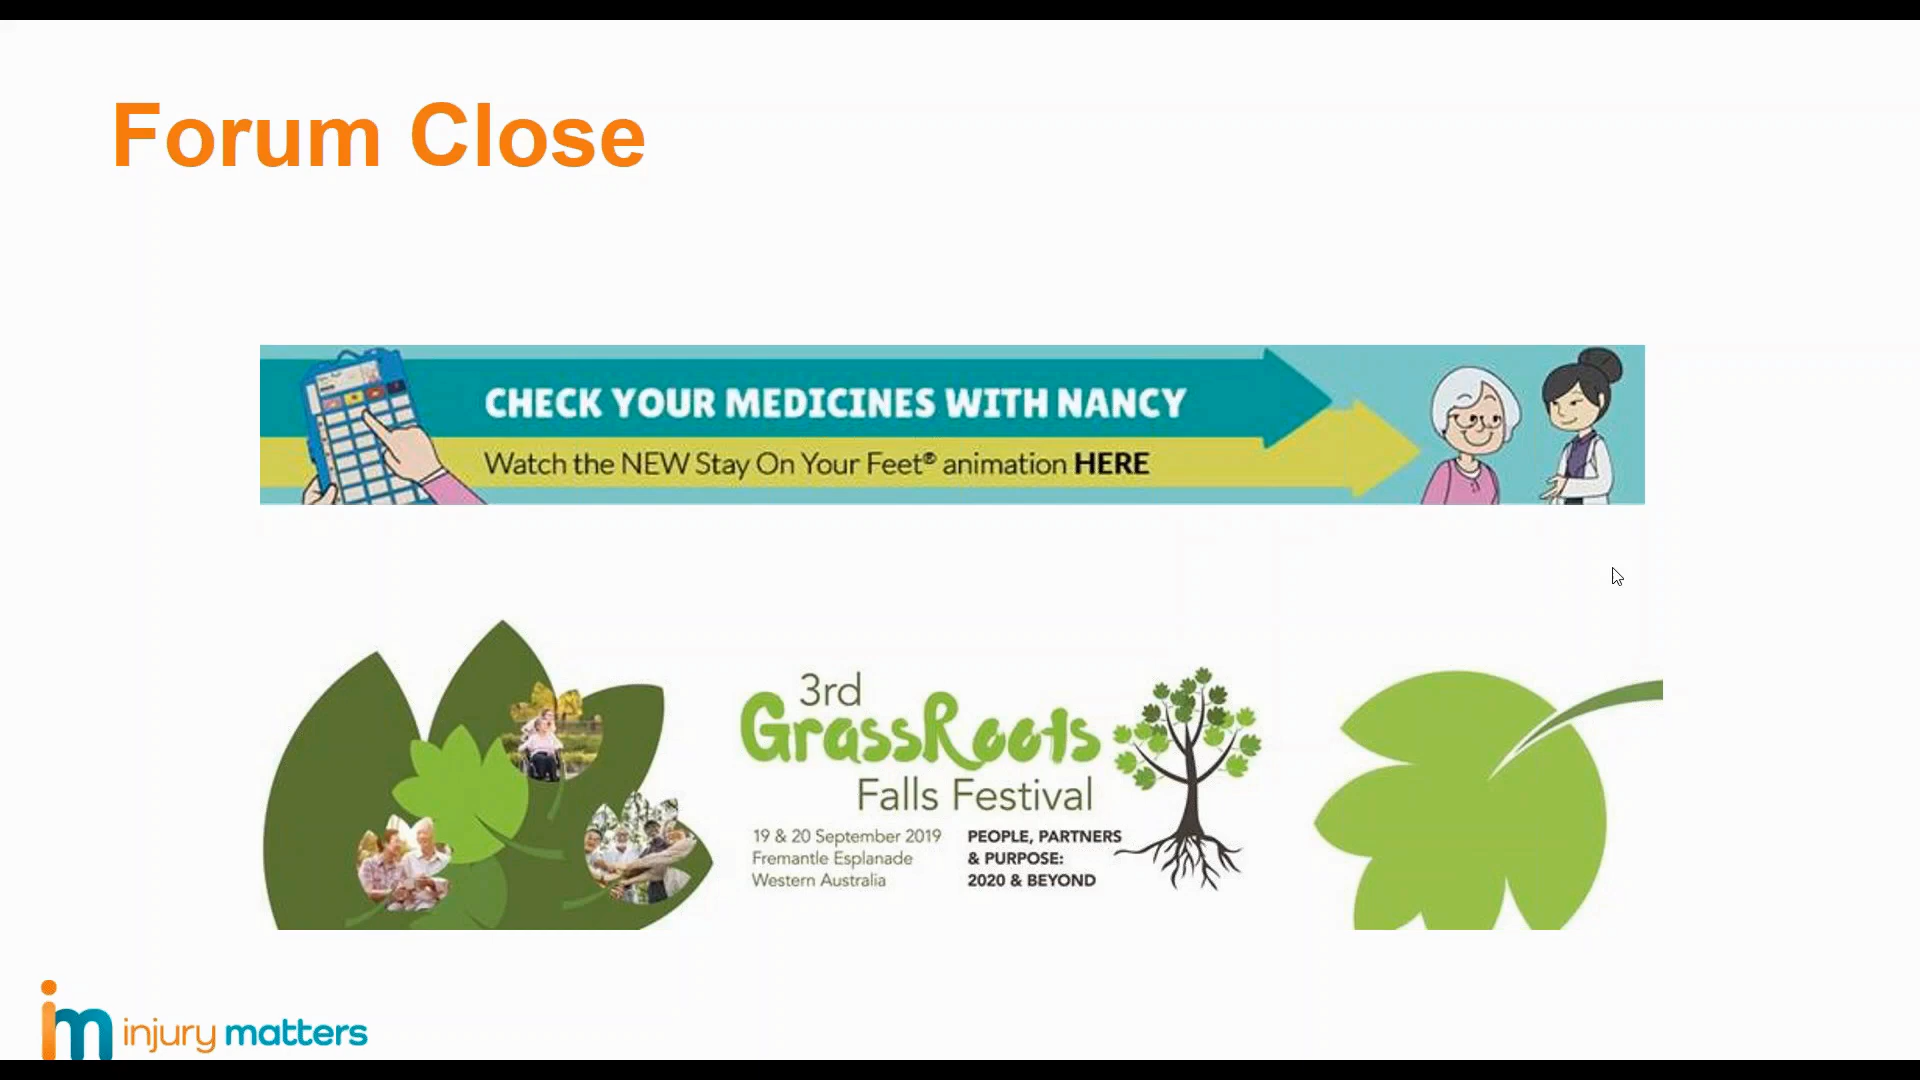 Forum Close
CHECK YOUR MEDICINES WITH NANCY
Watch the NEW Stay On Your Feet® animation HERE
3rd
GrassRoots
Falls Festival
19 & 20 September 2019
Fremantle Esplanade
Western Australia
PEOPLE, PARTNERS
& PURPOSE:
2020 & BEYOND
im injury matters